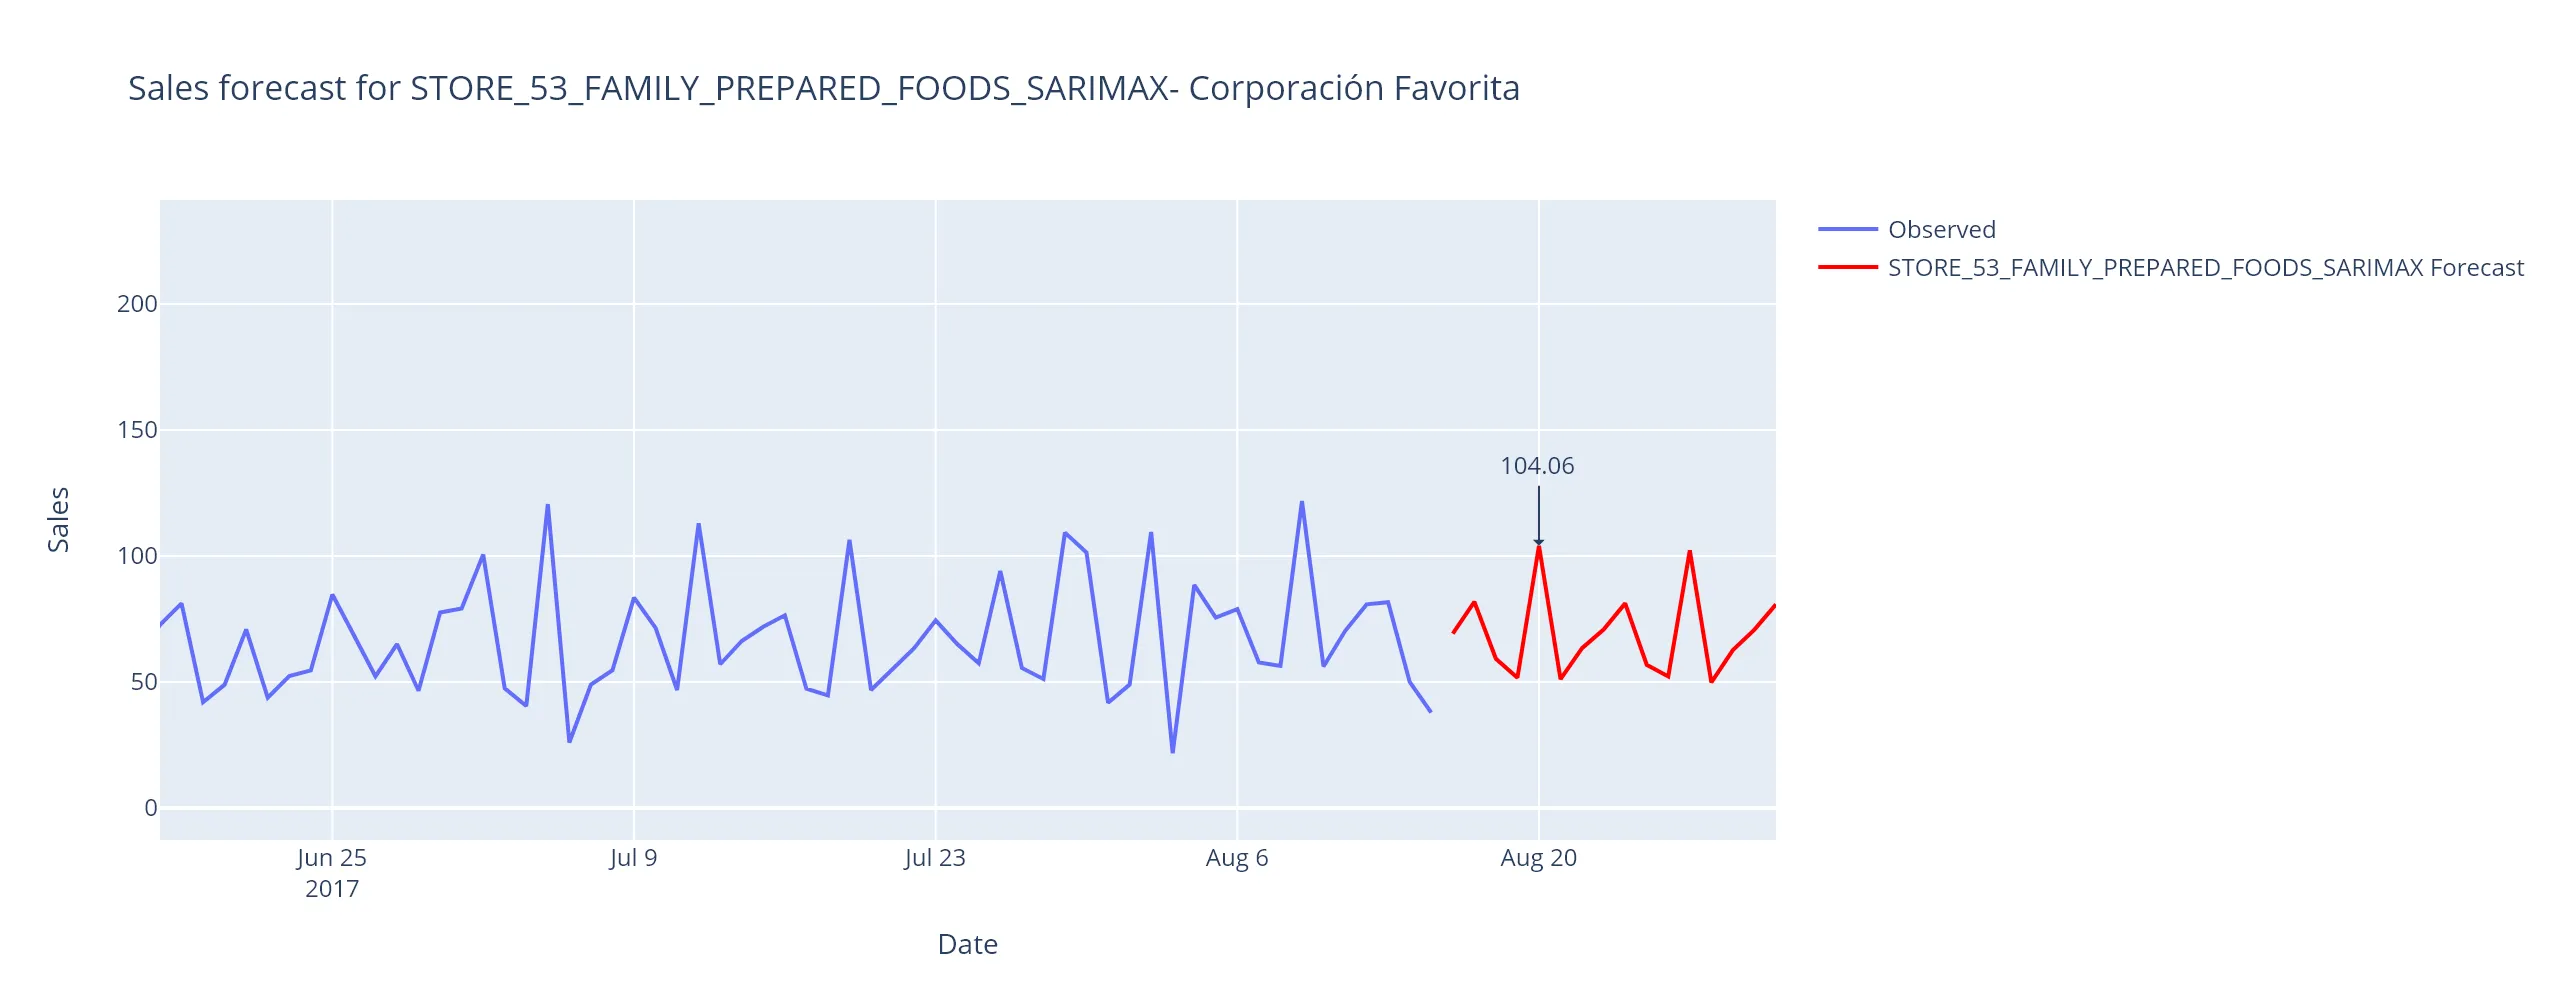 Sales forecast for STORE_53_FAMILY_PREPARED_FOODS_SARIMAX- Corporación Favorita
Observed
STORE_53_FAMILY_PREPARED_FOODS_SARIMAX Forecast
200
150
100
50
0
Sales
104.06
Jun 25
2017
Jul 9
Jul 23
Aug 6
Aug 20
Date